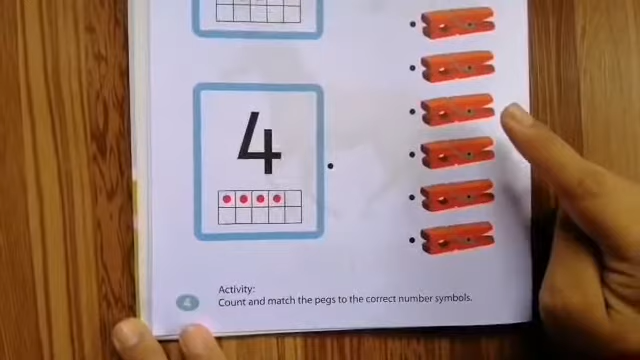 4
Activity:
4
Count and match the pegs to the correct number symbols.